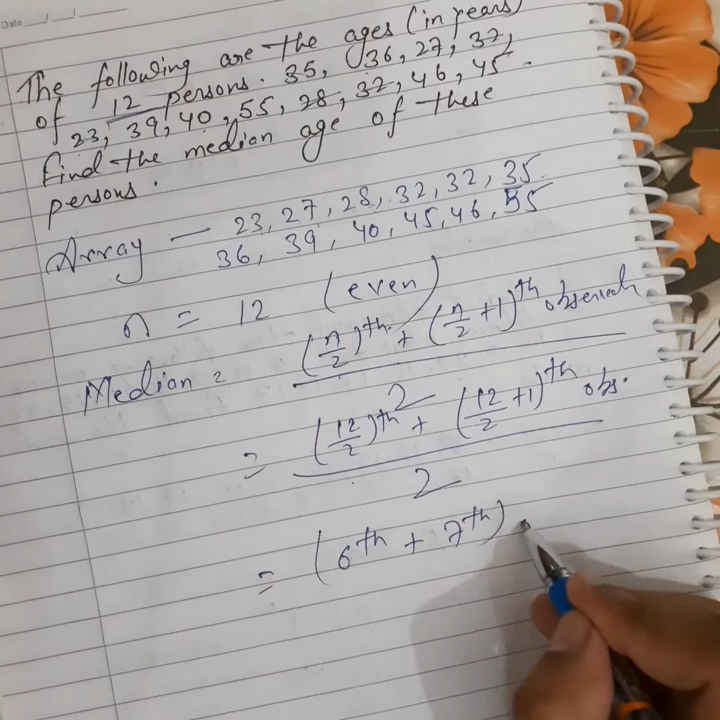 Date __/__/__
The following are the ages (in years)
of 12 persons. 35, 36, 27, 32,
23, 39, 40, 55, 28, 32, 46, 45.
find the median age of these
persons.
Array — 23, 27, 28, 32, 32, 35
36, 39, 40, 45, 46, 55
n = 12 (even)
Median = (n/2)th + (n/2 + 1)th
2
= (12/2)th + (12/2 + 1)th obs.
2
= (6th + 7th)